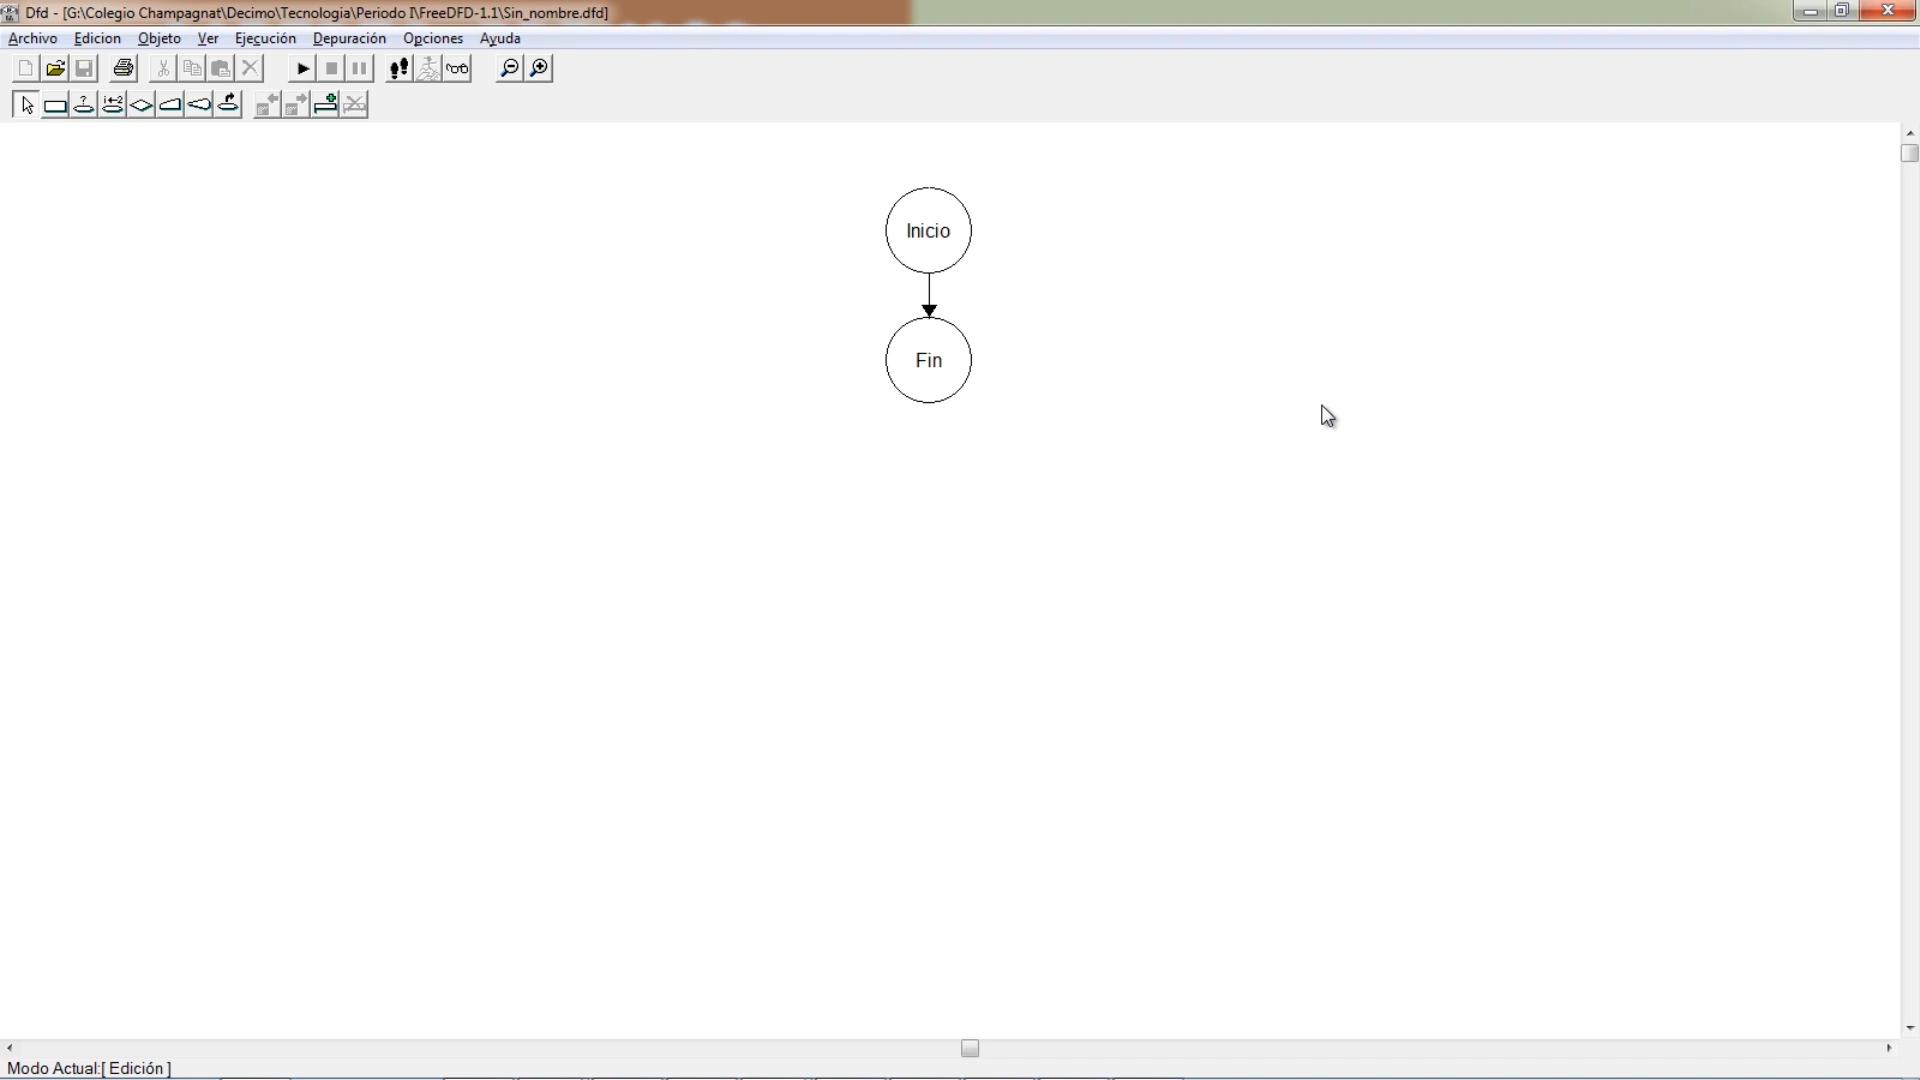 Dfd - [G:\Colegio Champagnat\Decimo\Tecnologia\Periodo I\FreeDFD-1.1\Sin_nombre.dfd]
Archivo Edicion Objeto Ver Ejecución Depuración Opciones Ayuda
Inicio
Fin
Modo Actual:[ Edición ]